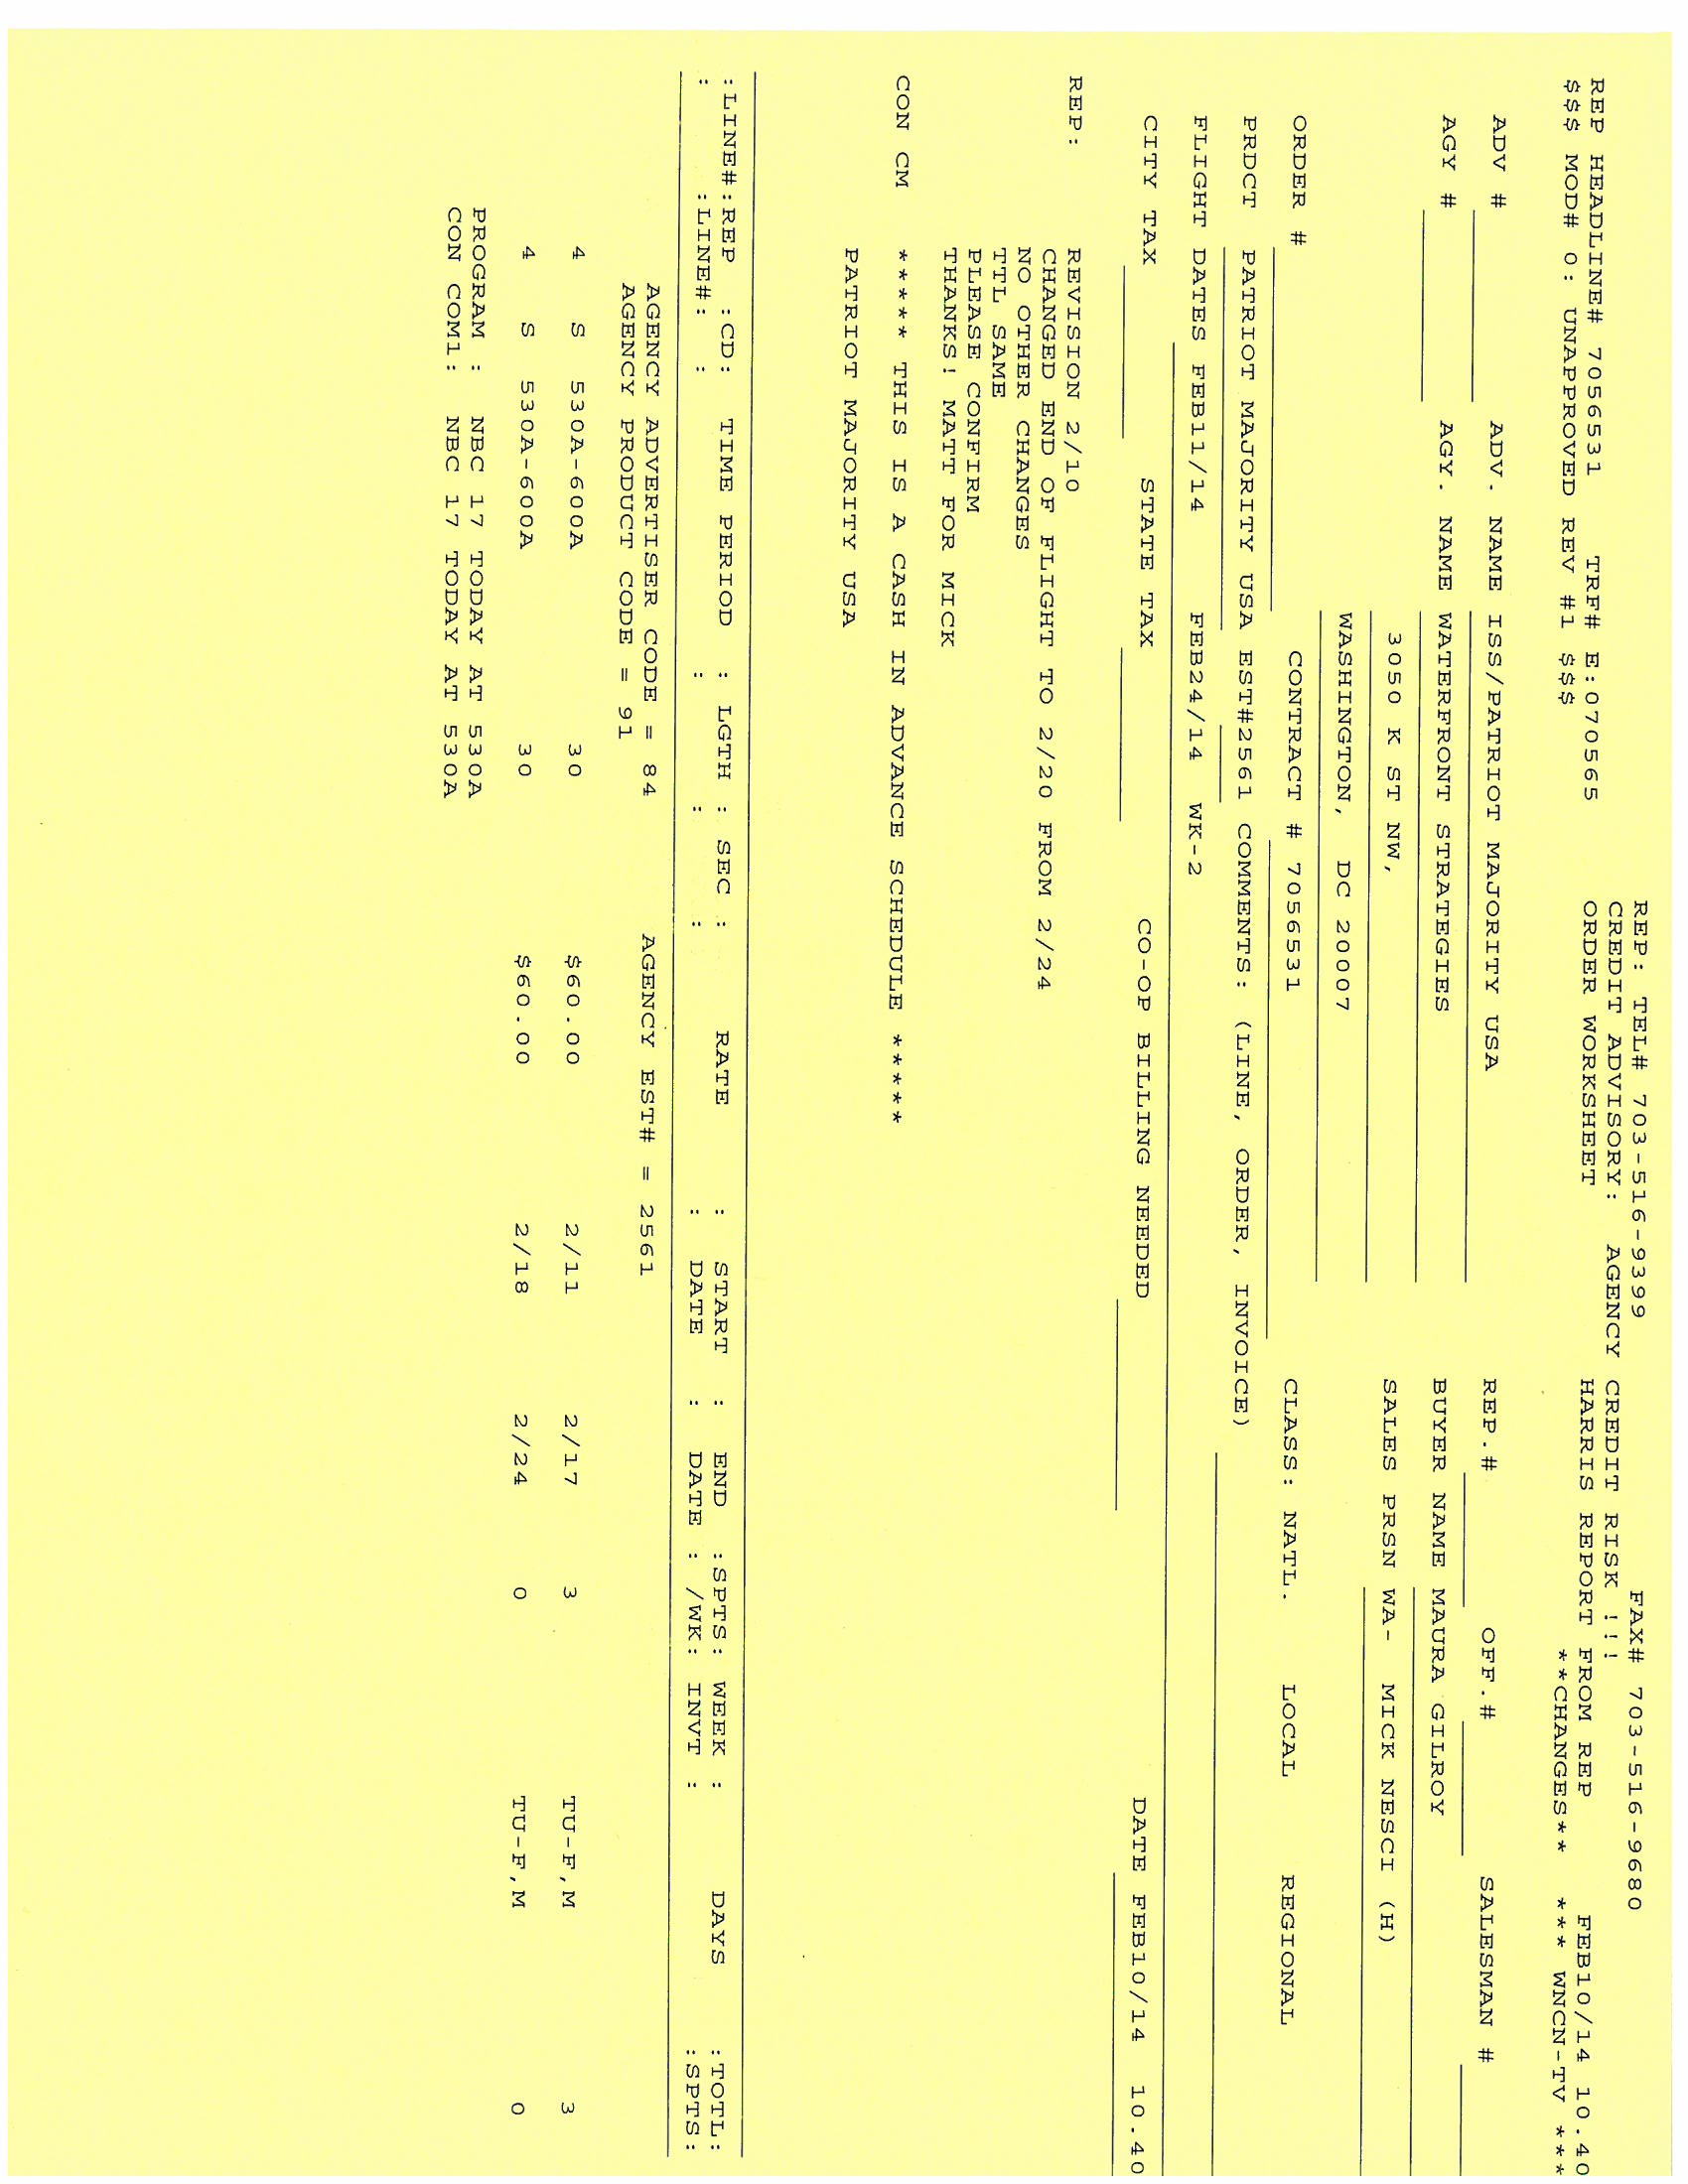 REP: TEL# 703-516-9399 FAX# 703-516-9680
CREDIT ADVISORY: AGENCY CREDIT RISK !!!
REP HEADLINE# 7056531 TRF# E:070565 ORDER WORKSHEET HARRIS REPORT FROM REP FEB10/14 10.40
$$$ MOD# 0: UNAPPROVED REV #1 $$$ **CHANGES** *** WNCN-TV ***
ADV # ADV. NAME ISS/PATRIOT MAJORITY USA REP.# OFF.# SALESMAN #
AGY # AGY. NAME WATERFRONT STRATEGIES BUYER NAME MAURA GILROY
3050 K ST NW, SALES PRSN WA- MICK NESCI (H)
WASHINGTON, DC 20007
ORDER # CONTRACT # 7056531 CLASS: NATL. LOCAL REGIONAL
PRDCT PATRIOT MAJORITY USA EST#2561 COMMENTS: (LINE, ORDER, INVOICE)
FLIGHT DATES FEB11/14 FEB24/14 WK-2
CITY TAX STATE TAX CO-OP BILLING NEEDED DATE FEB10/14 10.40
REP: REVISION 2/10
CHANGED END OF FLIGHT TO 2/20 FROM 2/24
NO OTHER CHANGES
TTL SAME
PLEASE CONFIRM
THANKS! MATT FOR MICK
CON CM ***** THIS IS A CASH IN ADVANCE SCHEDULE *****
PATRIOT MAJORITY USA
:LINE#:REP :CD: TIME PERIOD : LGTH : SEC : RATE : START : END :SPTS: WEEK : DAYS :TOTL:
: :LINE#: : : : : : DATE : DATE : /WK: INVT : :SPTS:
AGENCY ADVERTISER CODE = 84 AGENCY EST# = 2561
AGENCY PRODUCT CODE = 91
4 S 530A-600A 30 $60.00 2/11 2/17 3 TU-F,M 3
4 S 530A-600A 30 $60.00 2/18 2/24 0 TU-F,M 0
PROGRAM : NBC 17 TODAY AT 530A
CON COM1: NBC 17 TODAY AT 530A